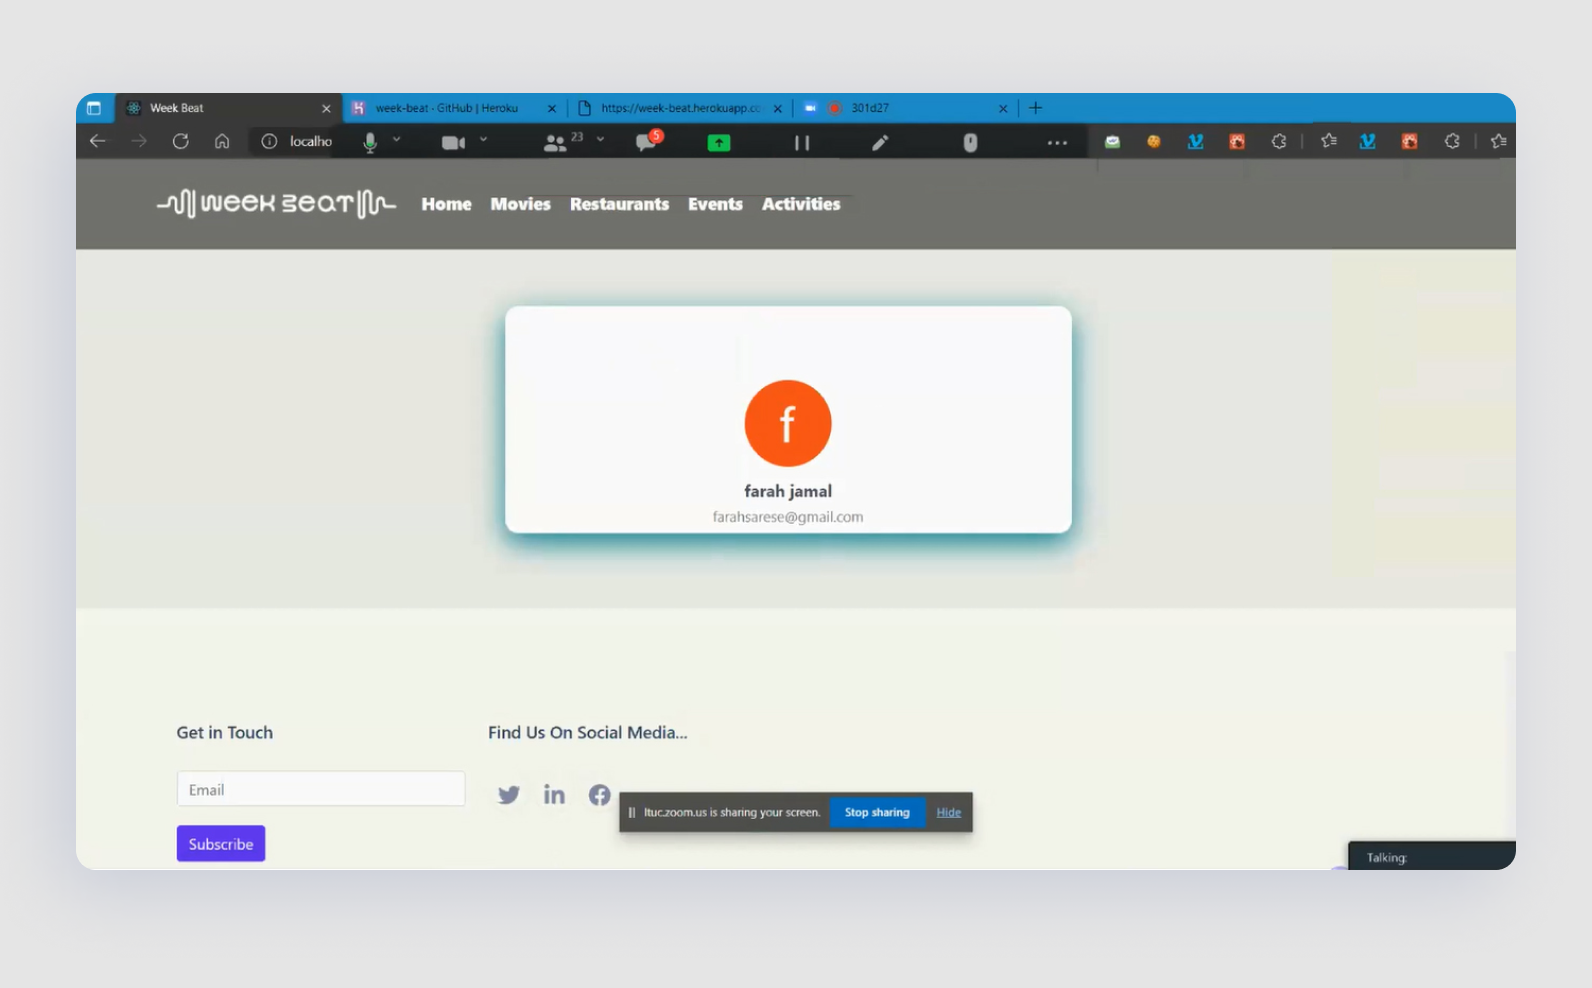 Week Beat
week-beat · GitHub | Heroku
https://week-beat.herokuapp.cc
301d27
localho
23
5
WEEK BEAT
Home Movies Restaurants Events Activities
f
farah jamal
farahsarese@gmail.com
Get in Touch
Find Us On Social Media...
Email
Subscribe
ltuc.zoom.us is sharing your screen. Stop sharing Hide
Talking: